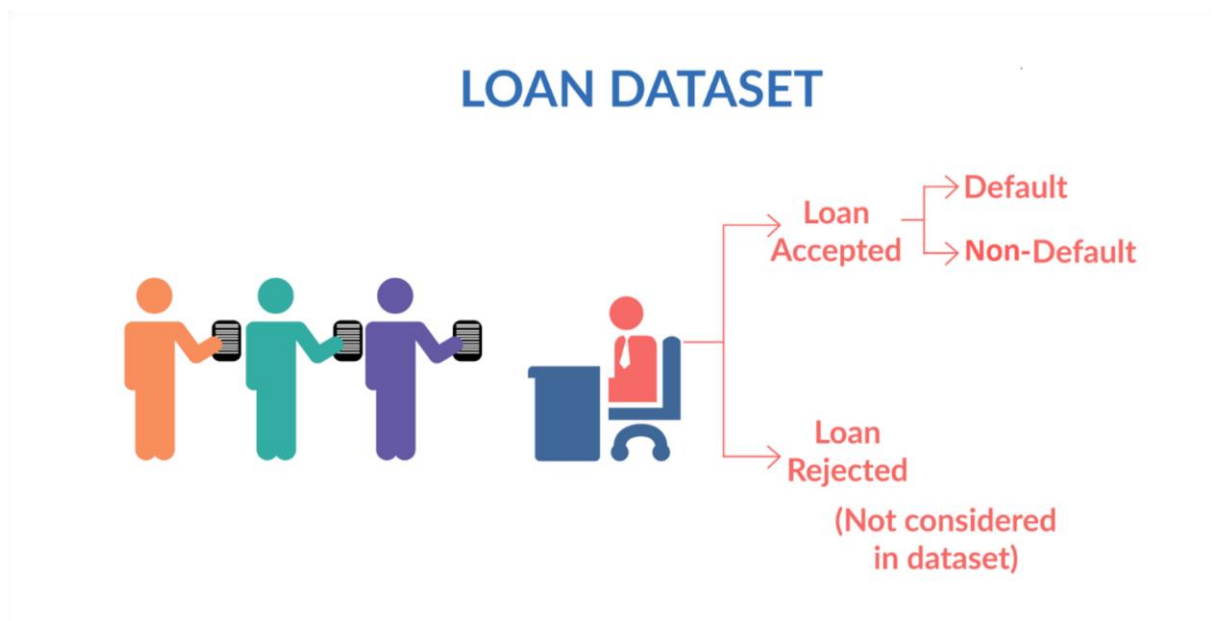 LOAN DATASET
Default
Loan
Accepted
Non-Default
Loan
Rejected
(Not considered
in dataset)